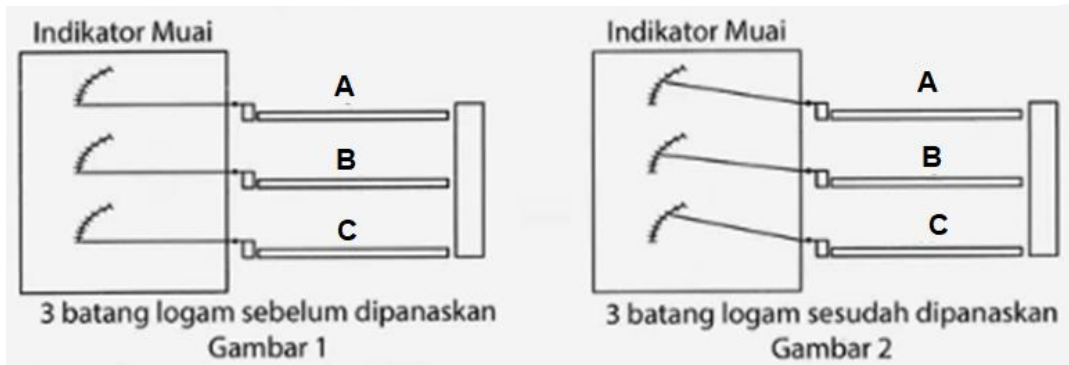 Indikator Muai
A
B
C
3 batang logam sebelum dipanaskan
Gambar 1
Indikator Muai
A
B
C
3 batang logam sesudah dipanaskan
Gambar 2